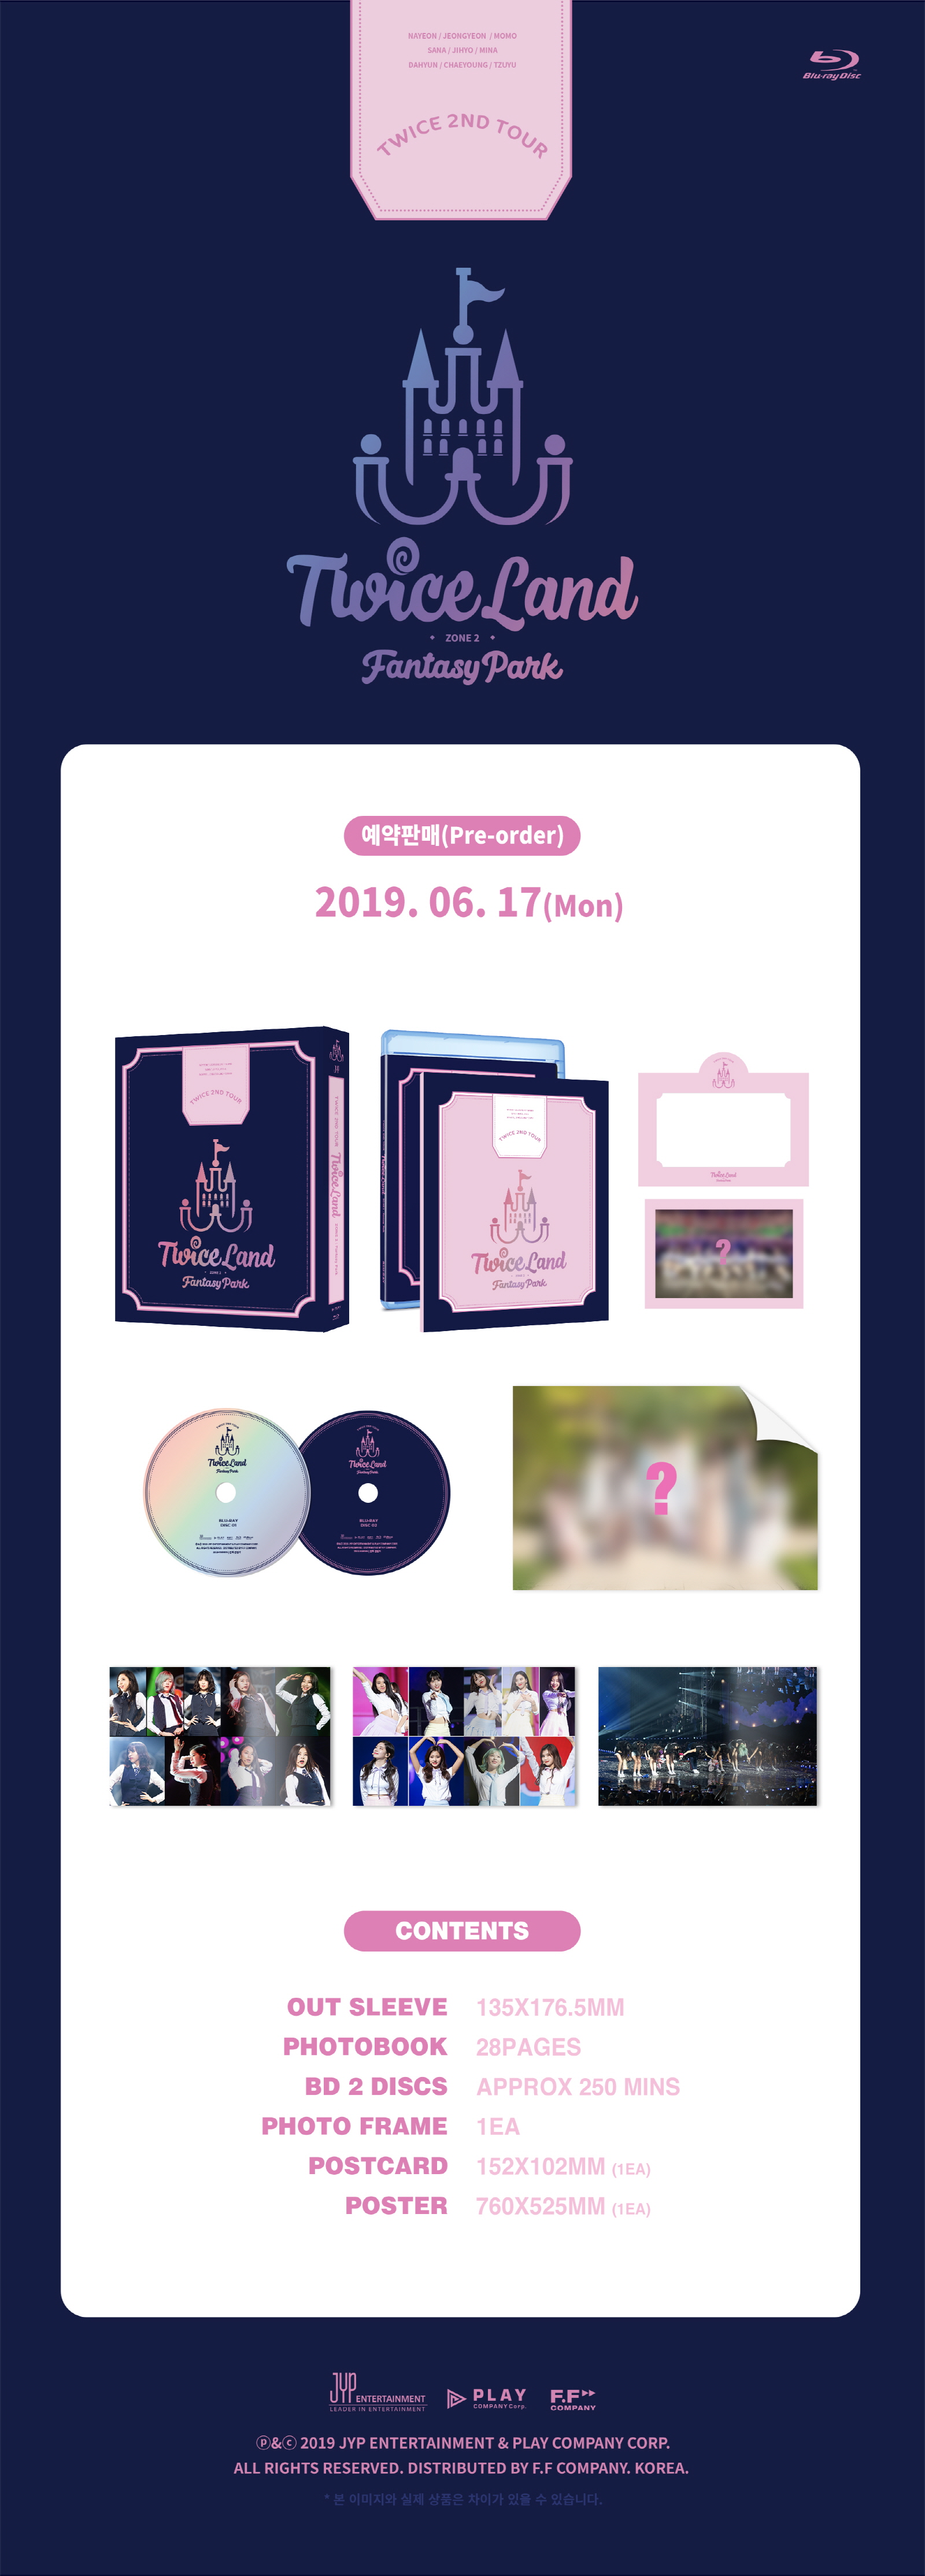 NAYEON / JEONGYEON / MOMO
SANA / JIHYO / MINA
DAHYUN / CHAEYOUNG / TZUYU
TWICE 2ND TOUR
Blu-ray Disc
TwiceLand
ZONE 2
Fantasy Park
예약판매(Pre-order)
2019. 06. 17(Mon)
TWICE 2ND TOUR
TwiceLand
Fantasy Park
TWICE 2ND TOUR
TwiceLand
Fantasy Park
TwiceLand
?
TwiceLand
Fantasy Park
BLU-RAY
DISC 01
TwiceLand
Fantasy Park
BLU-RAY
DISC 02
?
CONTENTS
OUT SLEEVE 135X176.5MM
PHOTOBOOK 28PAGES
BD 2 DISCS APPROX 250 MINS
PHOTO FRAME 1EA
POSTCARD 152X102MM (1EA)
POSTER 760X525MM (1EA)
JYP ENTERTAINMENT
LEADER IN ENTERTAINMENT
PLAY
COMPANY Corp.
F.F
COMPANY
ⓟ&ⓒ 2019 JYP ENTERTAINMENT & PLAY COMPANY CORP.
ALL RIGHTS RESERVED. DISTRIBUTED BY F.F COMPANY. KOREA.
* 본 이미지와 실제 상품은 차이가 있을 수 있습니다.